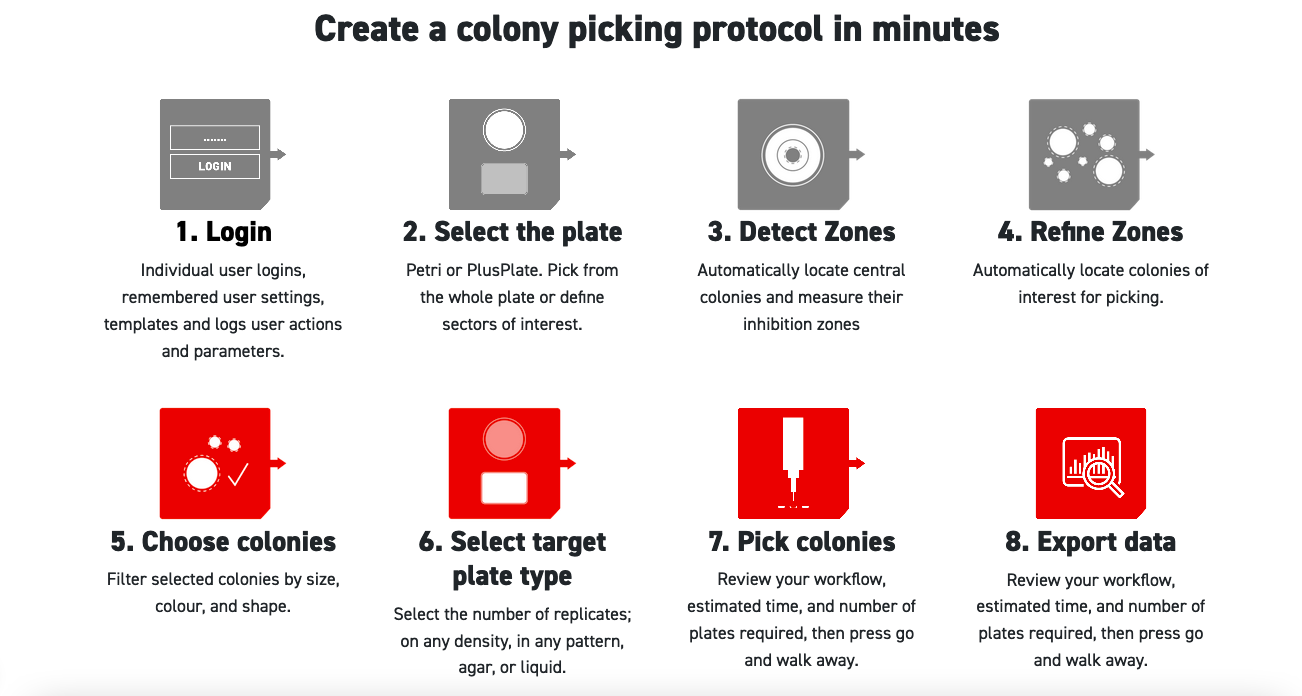 Create a colony picking protocol in minutes
.......
LOGIN
1. Login
Individual user logins,
remembered user settings,
templates and logs user actions
and parameters.
2. Select the plate
Petri or PlusPlate. Pick from
the whole plate or define
sectors of interest.
3. Detect Zones
Automatically locate central
colonies and measure their
inhibition zones
4. Refine Zones
Automatically locate colonies of
interest for picking.
5. Choose colonies
Filter selected colonies by size,
colour, and shape.
6. Select target
plate type
Select the number of replicates;
on any density, in any pattern,
agar, or liquid.
7. Pick colonies
Review your workflow,
estimated time, and number of
plates required, then press go
and walk away.
8. Export data
Review your workflow,
estimated time, and number of
plates required, then press go
and walk away.